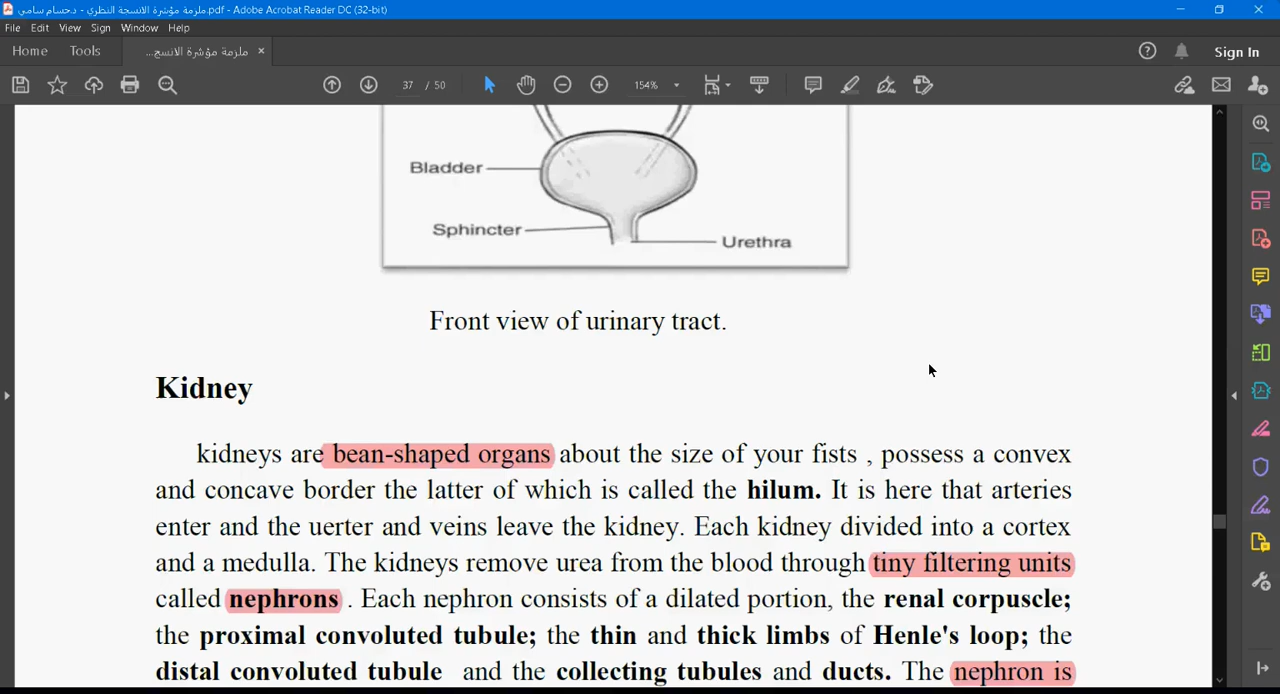 ملزمة مؤشرة الانسجة النظري - د.حسام سامي.pdf - Adobe Acrobat Reader DC (32-bit)
File Edit View Sign Window Help
Home Tools ملزمة مؤشرة الانسج... × Sign In
37 / 50 154%
Bladder
Sphincter
Urethra
Front view of urinary tract.
Kidney
kidneys are bean-shaped organs about the size of your fists , possess a convex
and concave border the latter of which is called the hilum. It is here that arteries
enter and the uerter and veins leave the kidney. Each kidney divided into a cortex
and a medulla. The kidneys remove urea from the blood through tiny filtering units
called nephrons . Each nephron consists of a dilated portion, the renal corpuscle;
the proximal convoluted tubule; the thin and thick limbs of Henle's loop; the
distal convoluted tubule and the collecting tubules and ducts. The nephron is